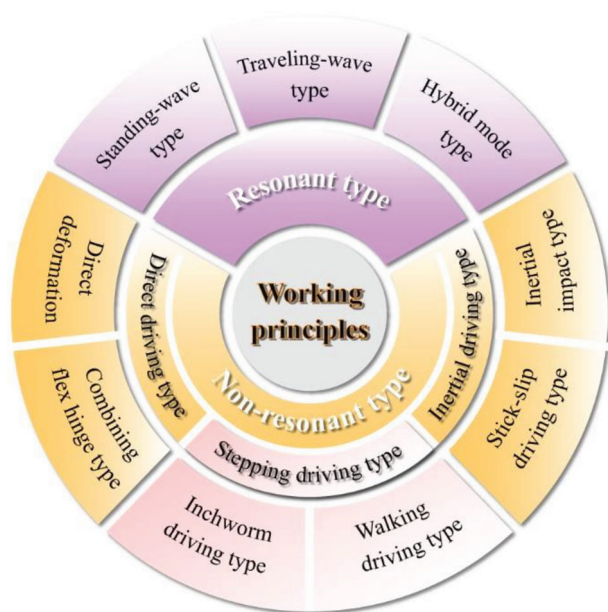 Traveling-wave
type
Standing-wave
type
Hybrid mode
type
Resonant type
Direct
deformation
Direct driving type
Working
principles
Inertial driving type
Inertial
impact type
Combining
flex hinge type
Non-resonant type
Stick-slip
driving type
Stepping driving type
Inchworm
driving type
Walking
driving type